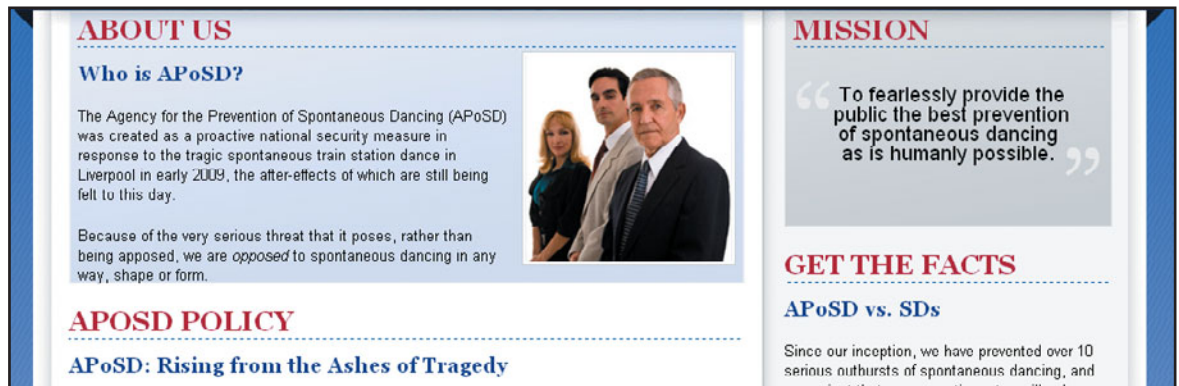 ABOUT US
Who is APoSD?
The Agency for the Prevention of Spontaneous Dancing (APoSD)
was created as a proactive national security measure in
response to the tragic spontaneous train station dance in
Liverpool in early 2009, the after-effects of which are still being
felt to this day.
Because of the very serious threat that it poses, rather than
being apposed, we are opposed to spontaneous dancing in any
way, shape or form.
APOSD POLICY
APoSD: Rising from the Ashes of Tragedy
MISSION
“ To fearlessly provide the
public the best prevention
of spontaneous dancing
as is humanly possible. ”
GET THE FACTS
APoSD vs. SDs
Since our inception, we have prevented over 10
serious outbursts of spontaneous dancing, and